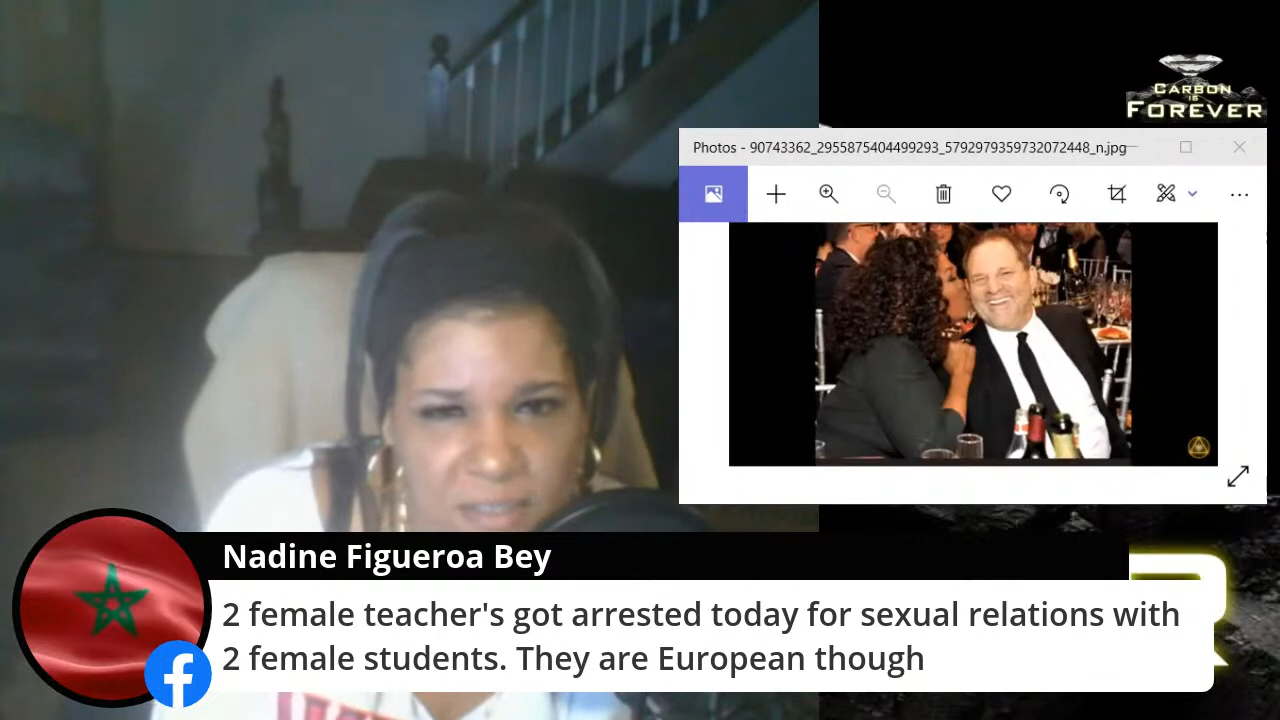 CARBON
IS
FOREVER
Photos - 90743362_2955875404499293_5792979359732072448_n.jpg
Nadine Figueroa Bey
2 female teacher's got arrested today for sexual relations with
2 female students. They are European though